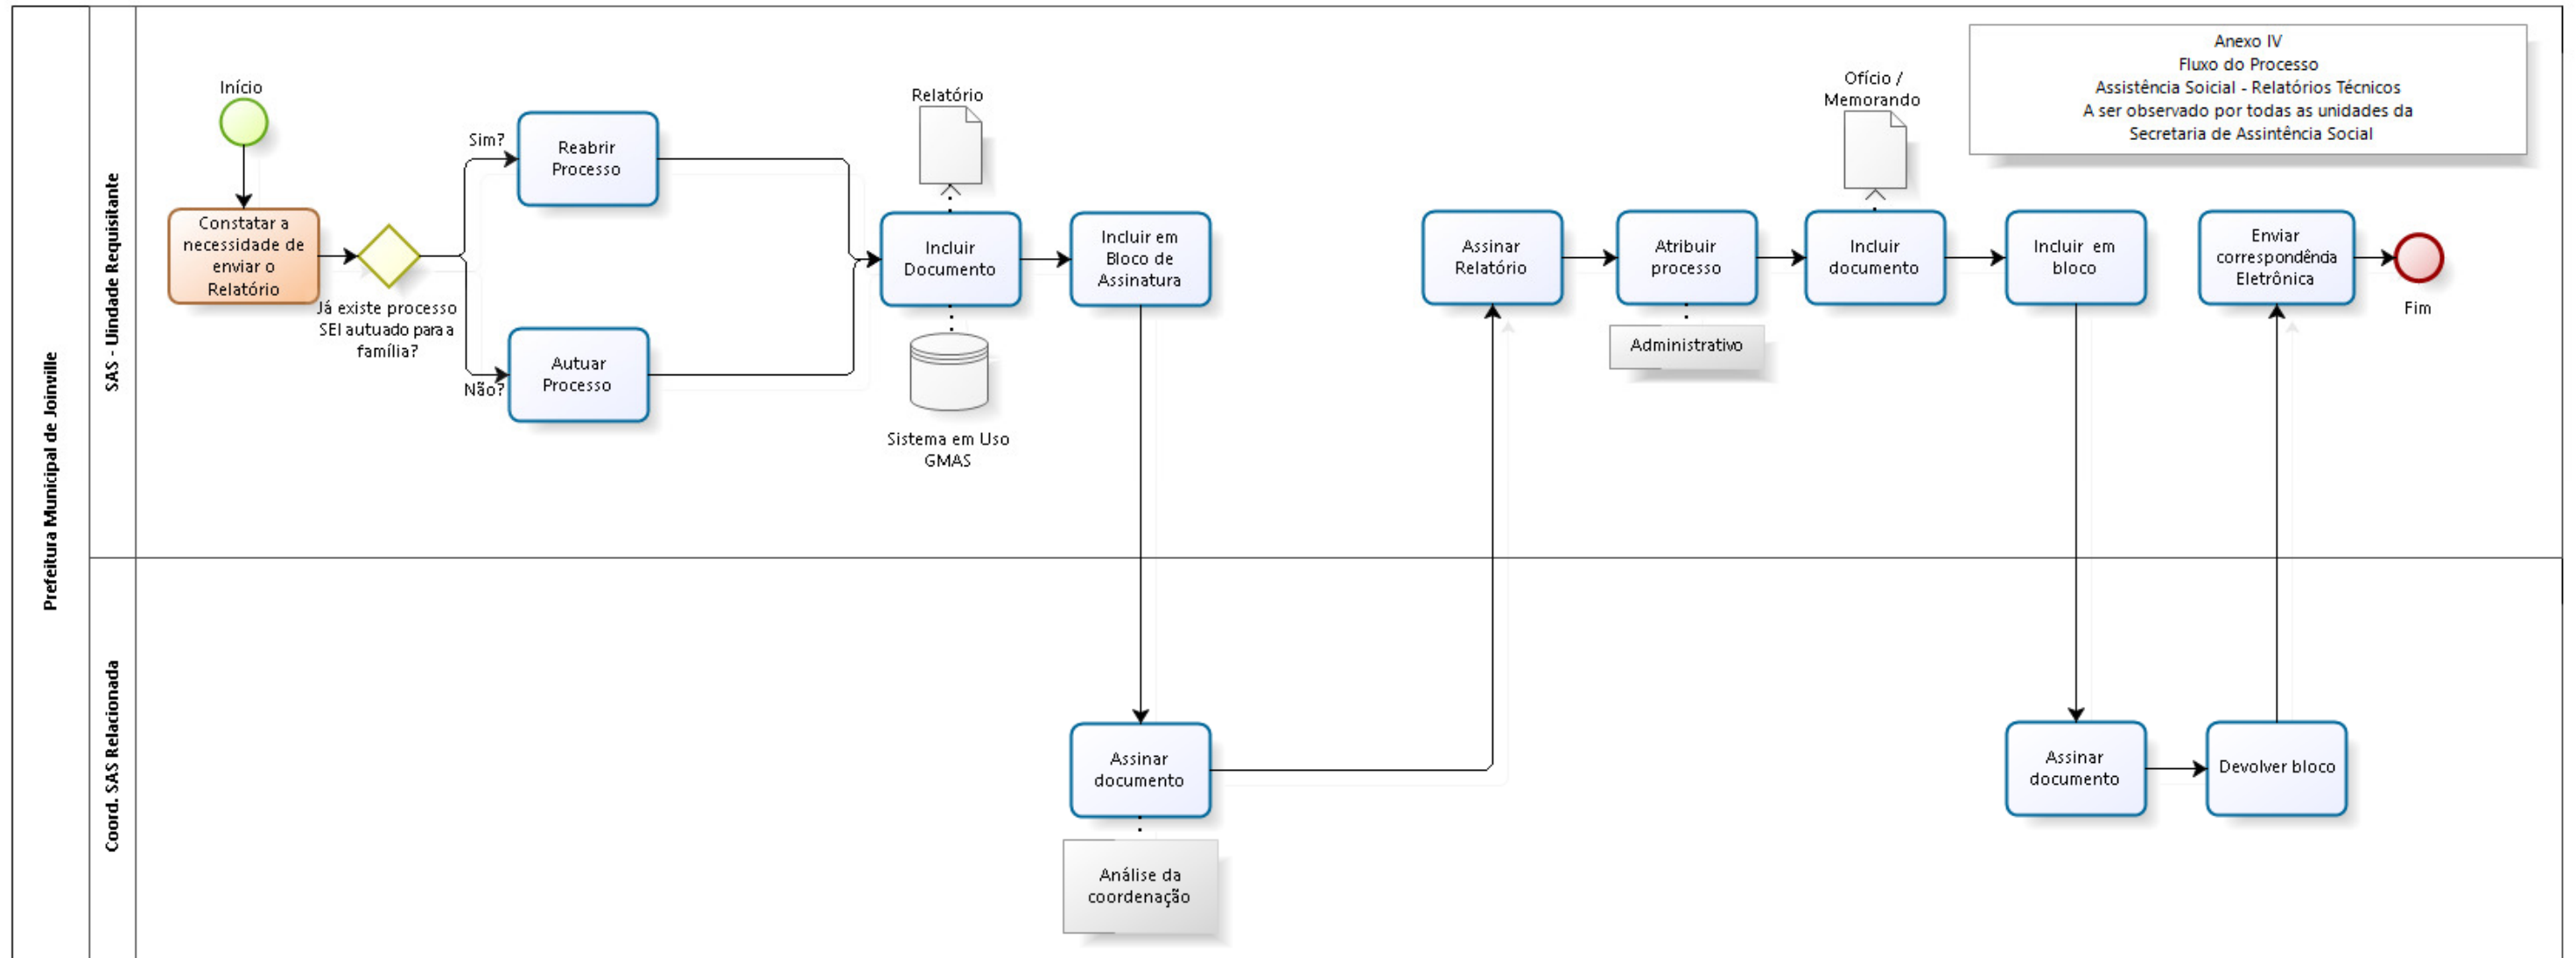 Prefeitura Municipal de Joinville
SAS - Uindade Requisitante
Início
Constatar a
necessidade de
enviar o
Relatório
Já existe processo
SEI autuado para a
família?
Sim?
Não?
Reabrir
Processo
Autuar
Processo
Relatório
Incluir
Documento
Sistema em Uso
GMAS
Incluir em
Bloco de
Assinatura
Assinar
Relatório
Atribuir
processo
Administrativo
Ofício /
Memorando
Incluir
documento
Incluir em
bloco
Enviar
correspondência
Eletrônica
Fim
Anexo IV
Fluxo do Processo
Assistência Soicial - Relatórios Técnicos
A ser observado por todas as unidades da
Secretaria de Assintência Social
Coord. SAS Relacionada
Assinar
documento
Análise da
coordenação
Assinar
documento
Devolver bloco